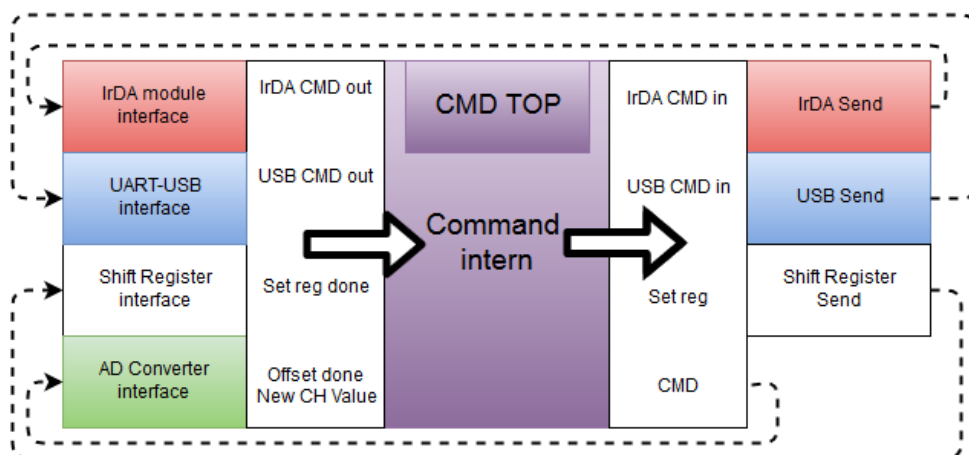 IrDA module
interface
IrDA CMD out
CMD TOP
IrDA CMD in
IrDA Send
UART-USB
interface
USB CMD out
USB CMD in
USB Send
Command
intern
Shift Register
interface
Set reg done
Set reg
Shift Register
Send
AD Converter
interface
Offset done
New CH Value
CMD